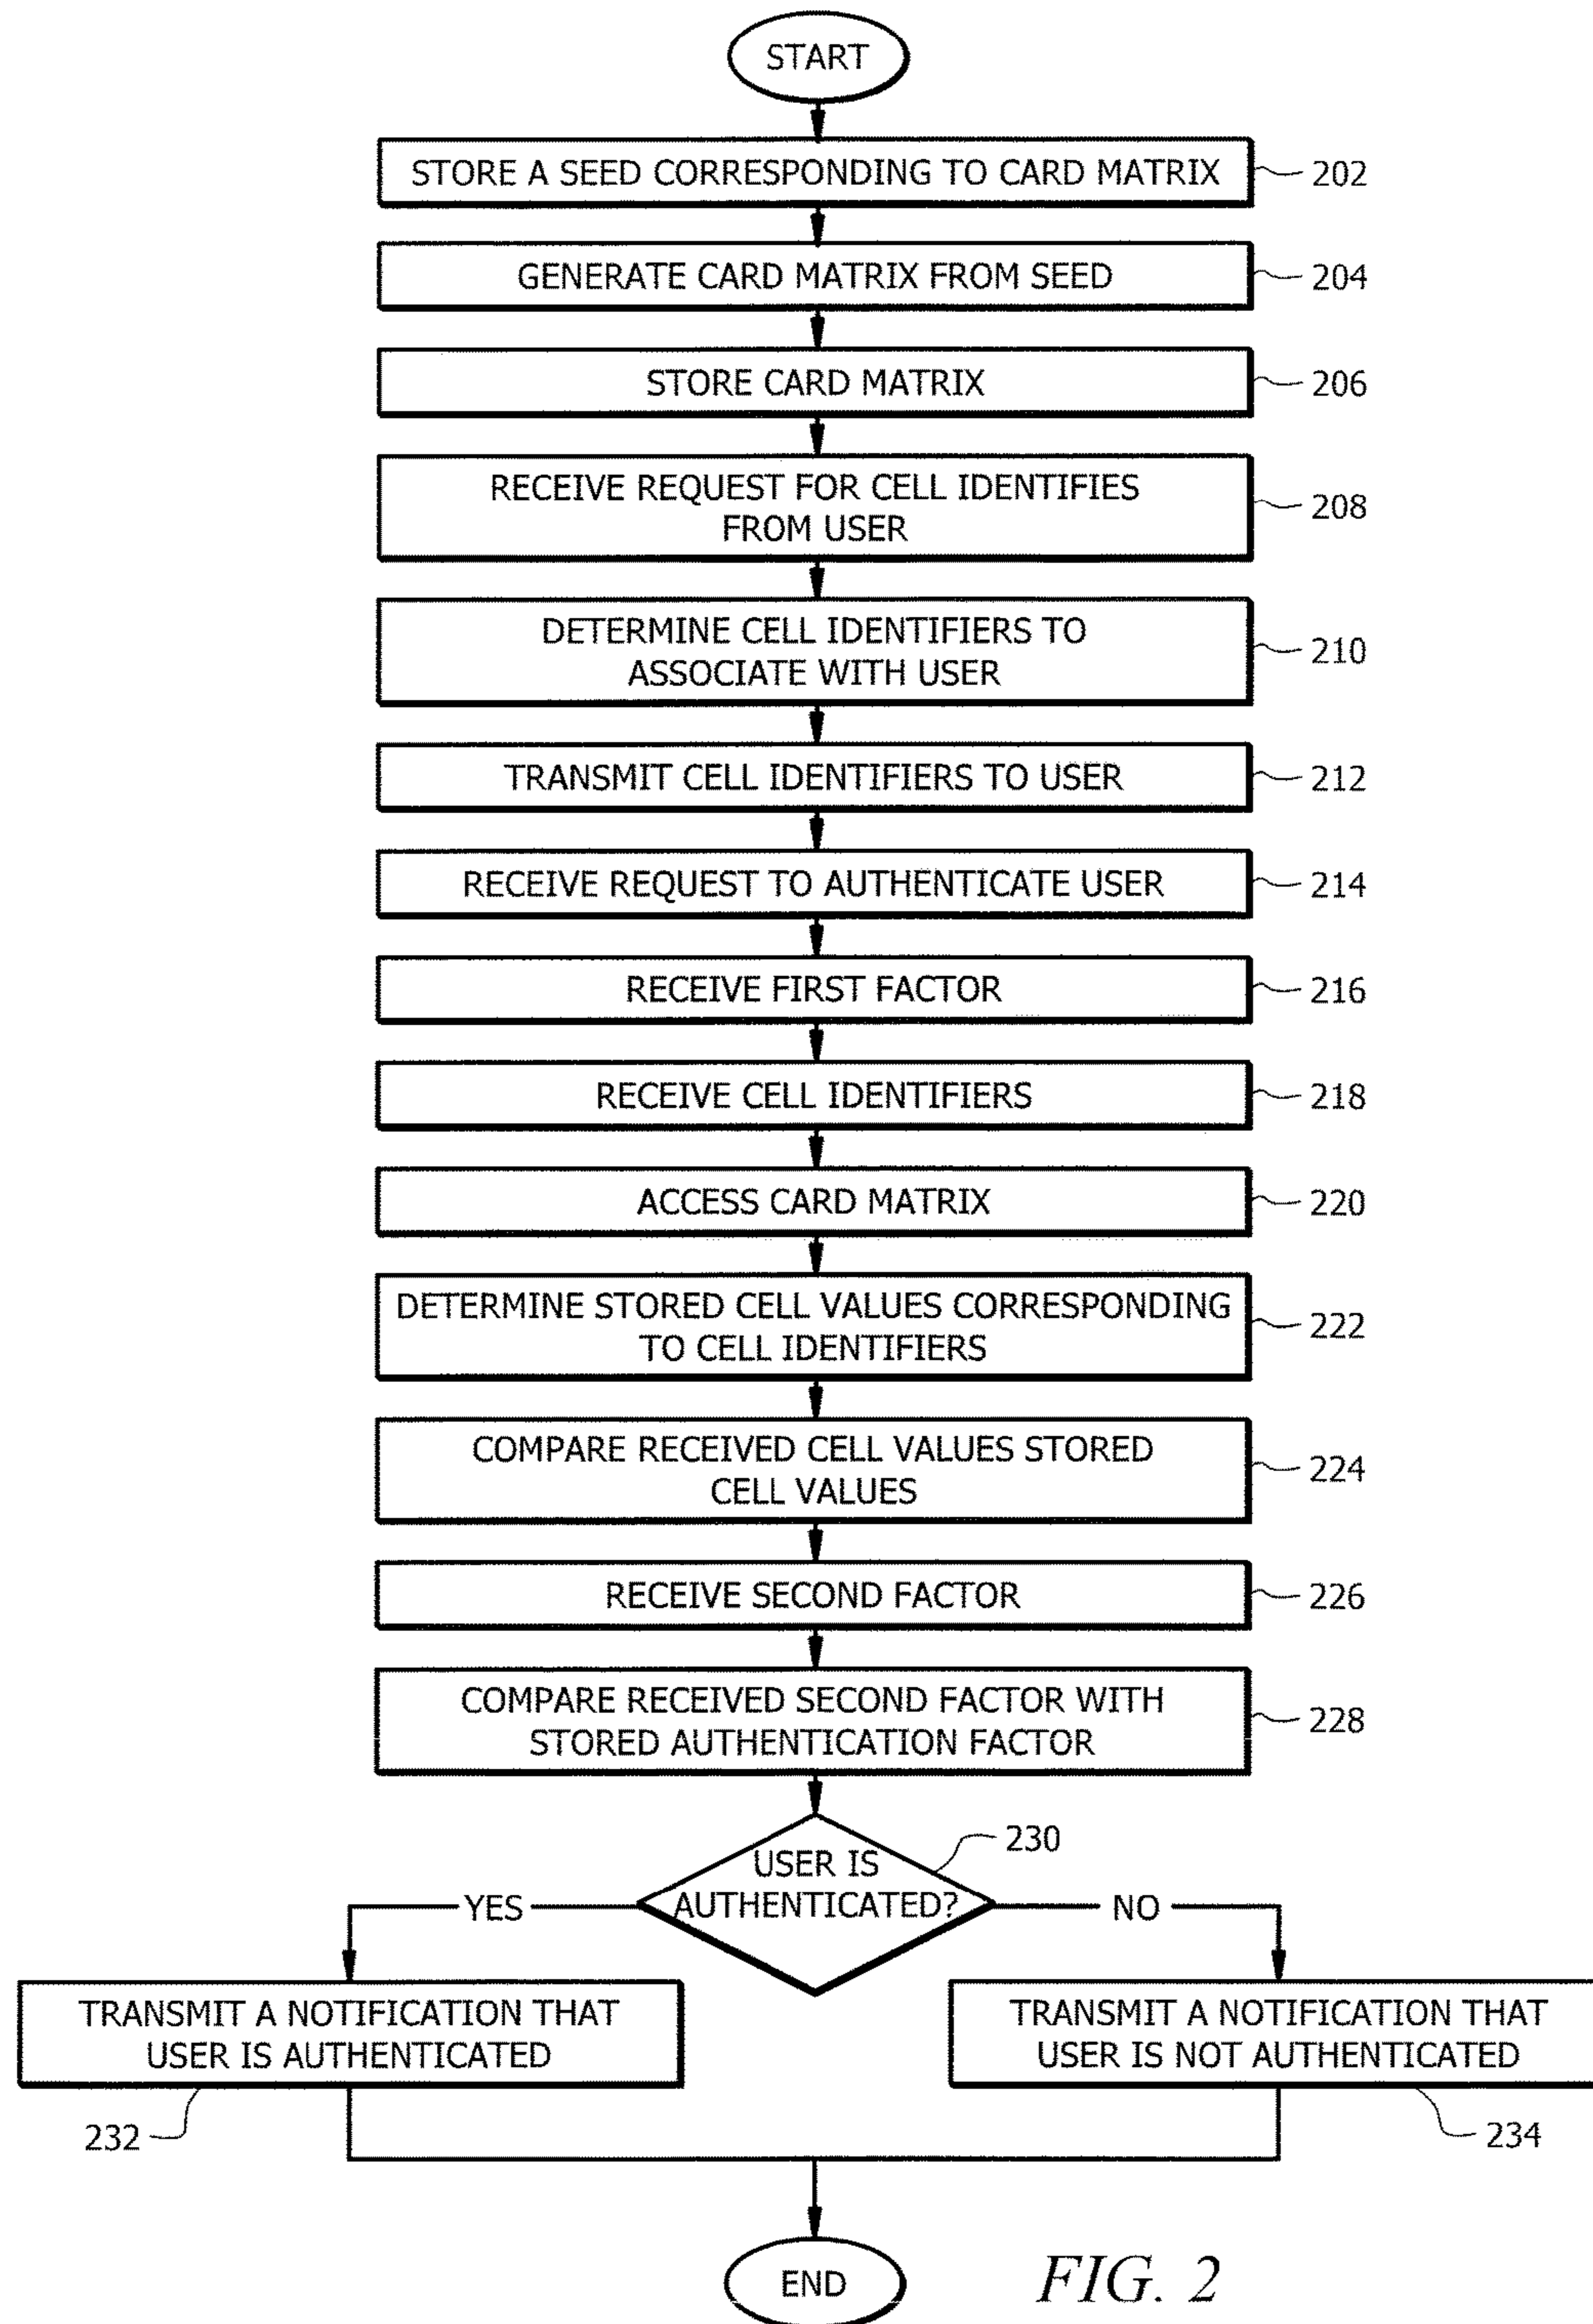 START
STORE A SEED CORRESPONDING TO CARD MATRIX
202
GENERATE CARD MATRIX FROM SEED
204
STORE CARD MATRIX
206
RECEIVE REQUEST FOR CELL IDENTIFIES
FROM USER
208
DETERMINE CELL IDENTIFIERS TO
ASSOCIATE WITH USER
210
TRANSMIT CELL IDENTIFIERS TO USER
212
RECEIVE REQUEST TO AUTHENTICATE USER
214
RECEIVE FIRST FACTOR
216
RECEIVE CELL IDENTIFIERS
218
ACCESS CARD MATRIX
220
DETERMINE STORED CELL VALUES CORRESPONDING
TO CELL IDENTIFIERS
222
COMPARE RECEIVED CELL VALUES STORED
CELL VALUES
224
RECEIVE SECOND FACTOR
226
COMPARE RECEIVED SECOND FACTOR WITH
STORED AUTHENTICATION FACTOR
228
USER IS
AUTHENTICATED?
230
YES
NO
TRANSMIT A NOTIFICATION THAT
USER IS AUTHENTICATED
232
TRANSMIT A NOTIFICATION THAT
USER IS NOT AUTHENTICATED
234
END
FIG. 2